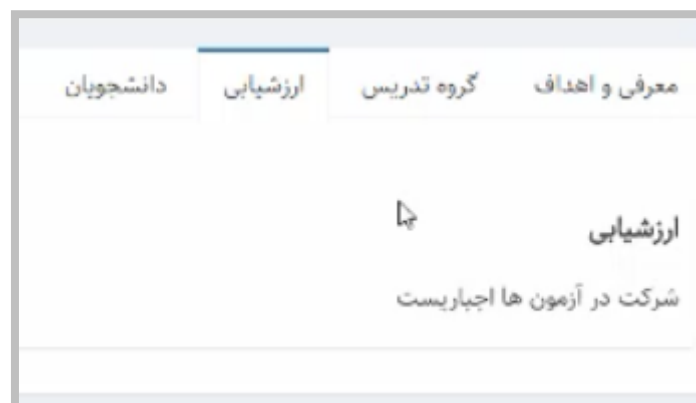 معرفی و اهداف گروه تدریس ارزشیابی دانشجویان
ارزشیابی
شرکت در آزمون ها اجباریست